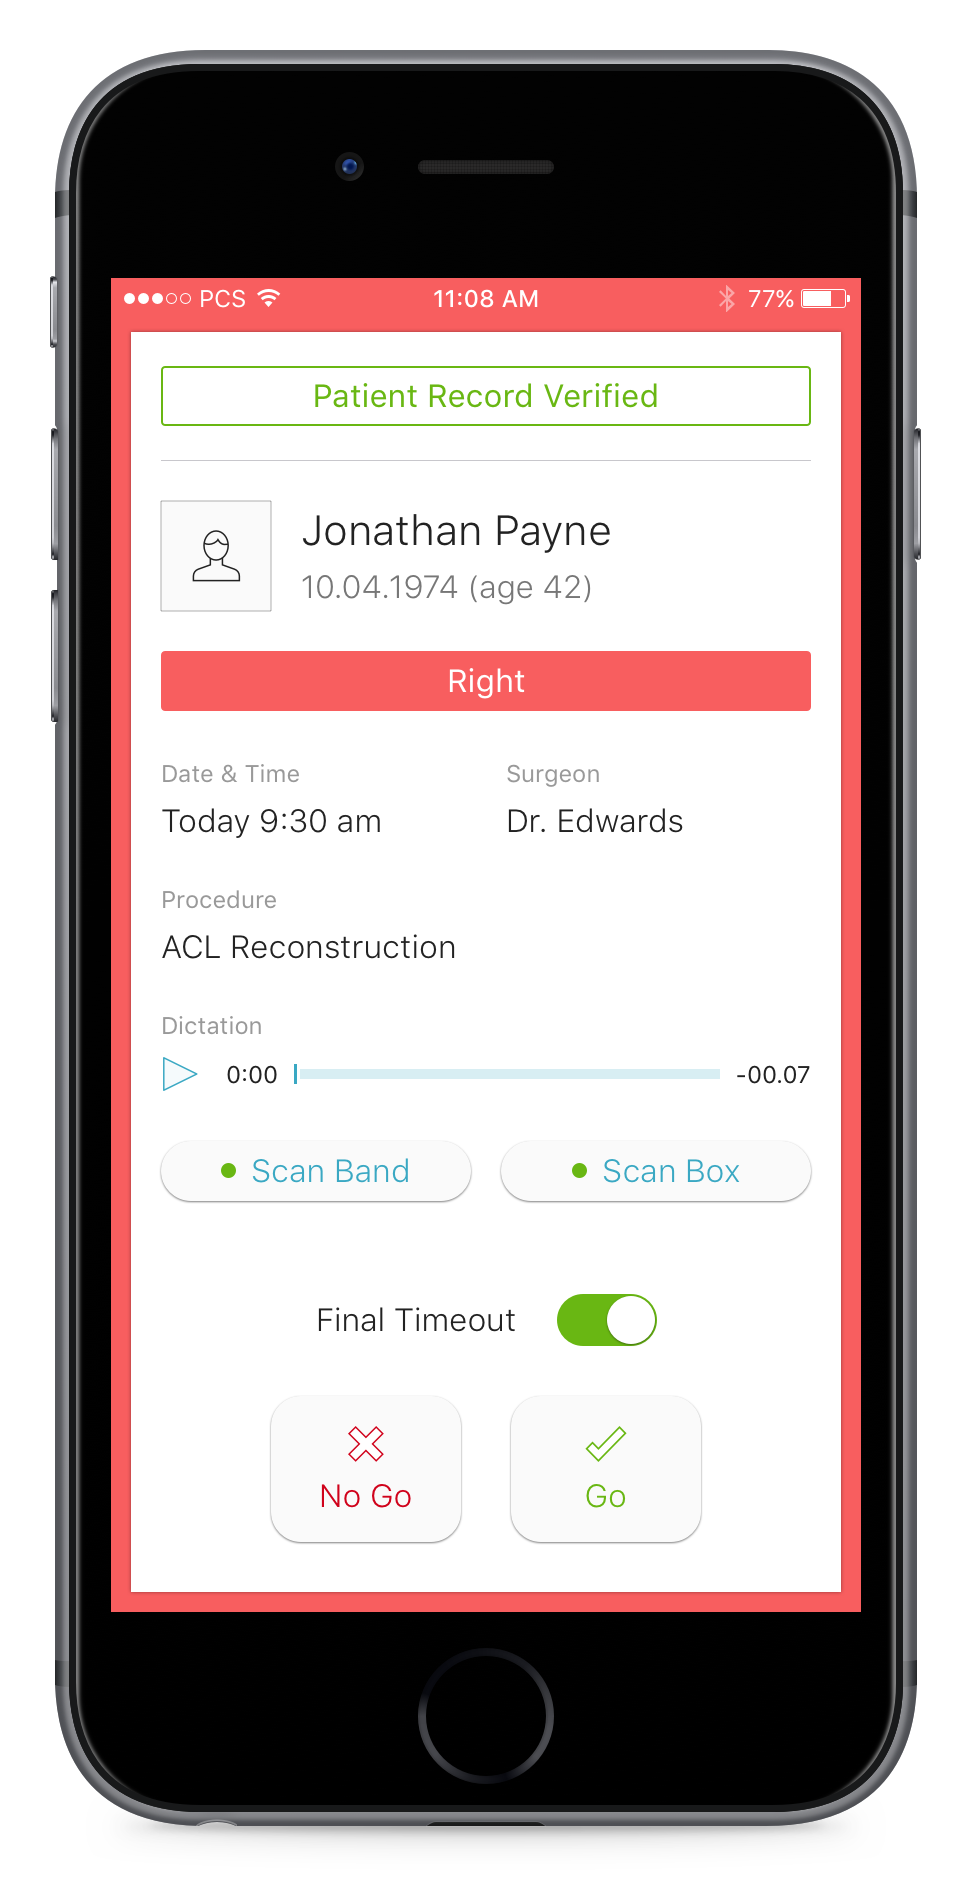 PCS 11:08 AM 77%
Patient Record Verified
Jonathan Payne
10.04.1974 (age 42)
Right
Date & Time Surgeon
Today 9:30 am Dr. Edwards
Procedure
ACL Reconstruction
Dictation
0:00 -00.07
Scan Band Scan Box
Final Timeout
No Go Go